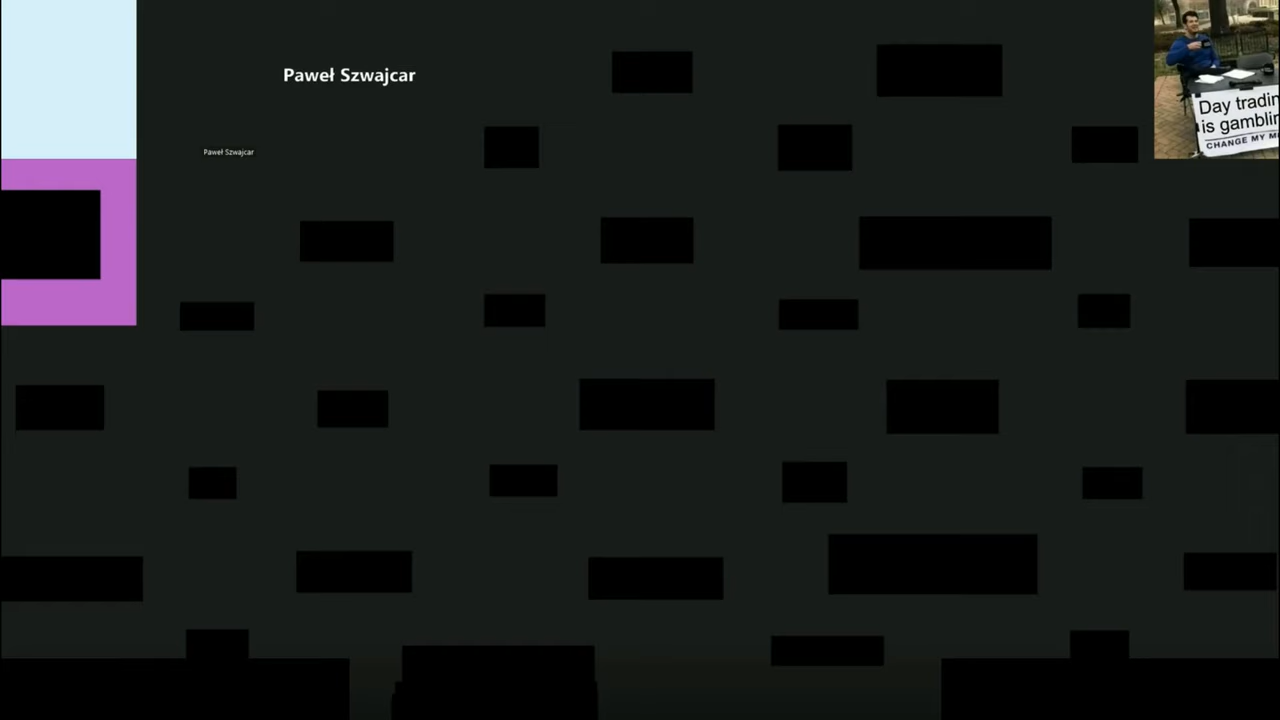 Paweł Szwajcar
Paweł Szwajcar
Day tradin
is gamblin
CHANGE MY M